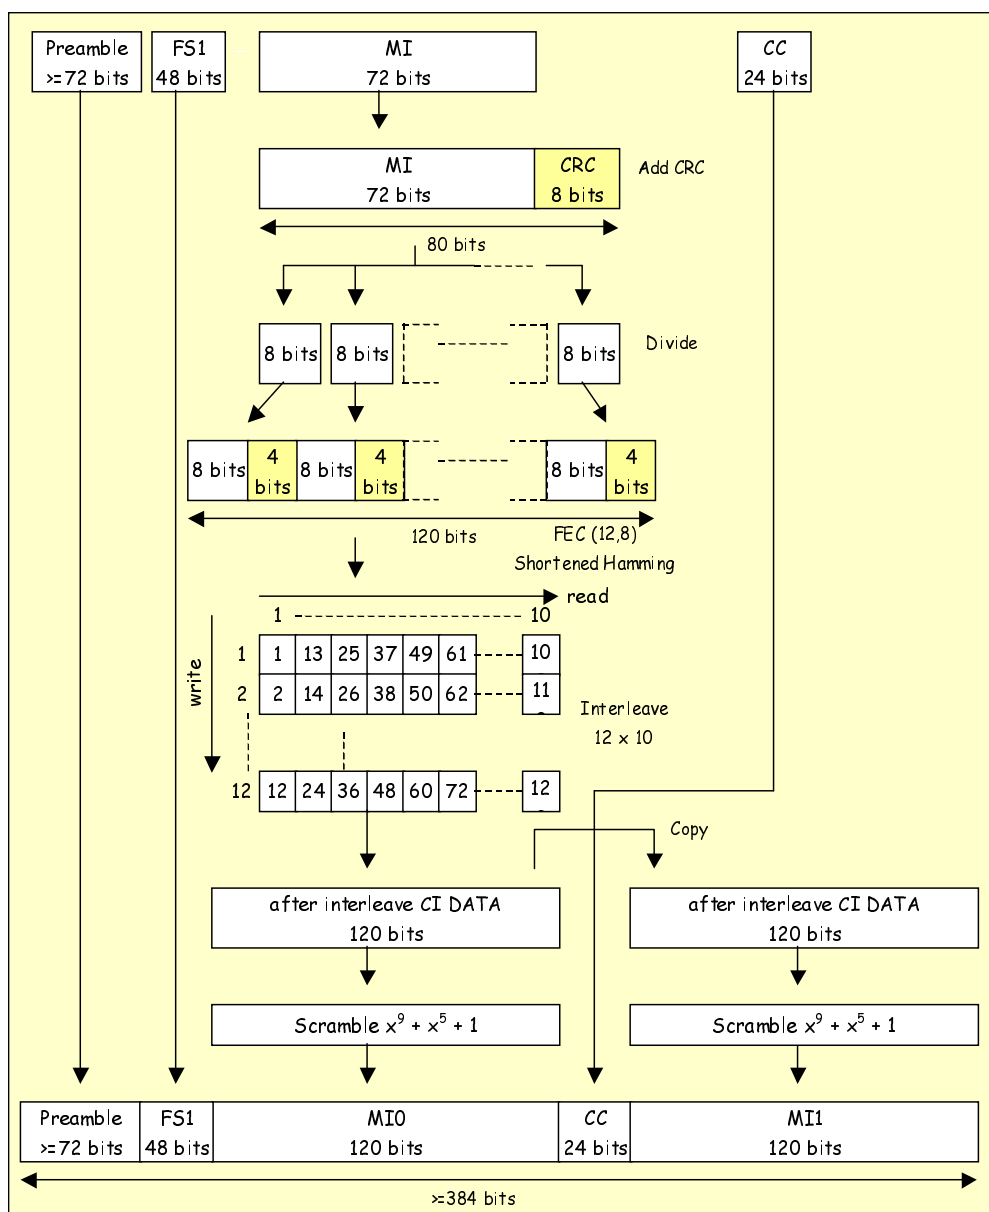 Preamble FS1 MI CC
>=72 bits 48 bits 72 bits 24 bits
MI CRC Add CRC
72 bits 8 bits
80 bits
8 bits 8 bits 8 bits Divide
8 bits 4 bits 8 bits 4 bits 8 bits 4 bits
120 bits FEC (12,8)
Shortened Hamming
read
1 10
write
1 1 13 25 37 49 61 10
2 2 14 26 38 50 62 11
Interleave
12 x 10
12 12 24 36 48 60 72 12
Copy
after interleave CI DATA after interleave CI DATA
120 bits 120 bits
Scramble x⁹ + x⁵ + 1 Scramble x⁹ + x⁵ + 1
Preamble FS1 MI0 CC MI1
>=72 bits 48 bits 120 bits 24 bits 120 bits
>=384 bits